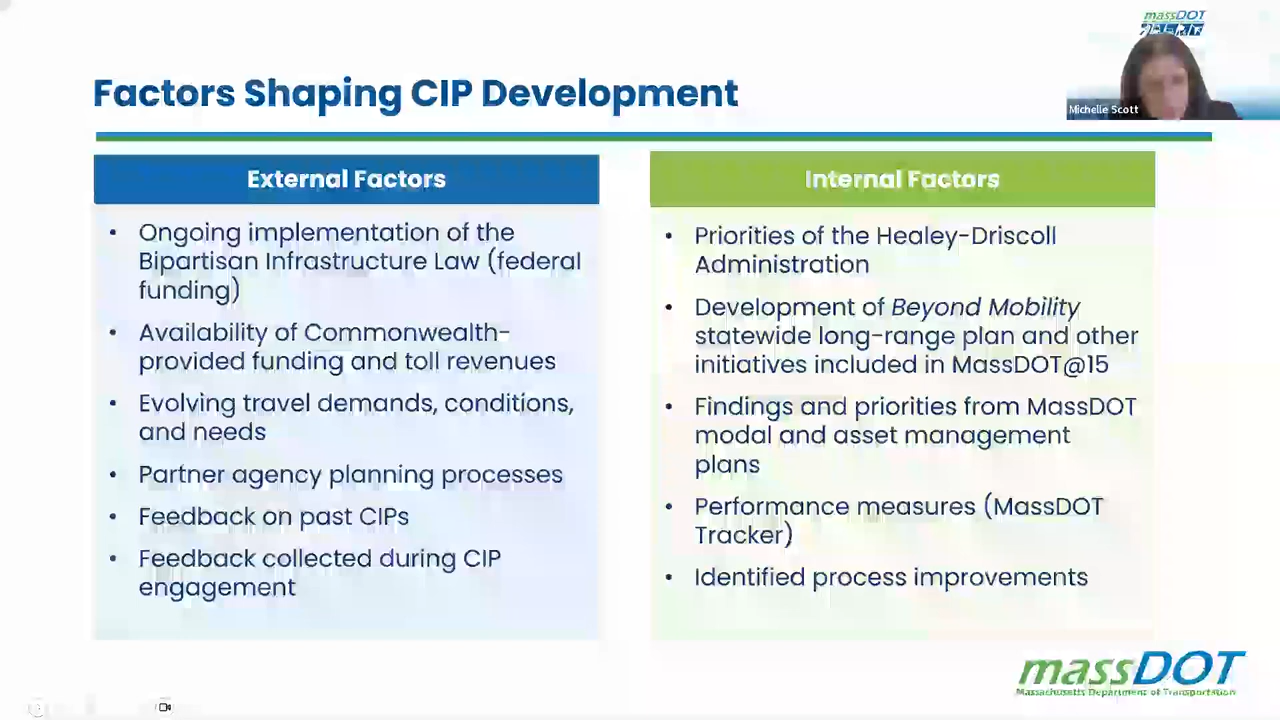 massDOT
Michelle Scott
Factors Shaping CIP Development
External Factors
Ongoing implementation of the
Bipartisan Infrastructure Law (federal
funding)
Availability of Commonwealth-
provided funding and toll revenues
Evolving travel demands, conditions,
and needs
Partner agency planning processes
Feedback on past CIPs
Feedback collected during CIP
engagement
Internal Factors
Priorities of the Healey-Driscoll
Administration
Development of Beyond Mobility
statewide long-range plan and other
initiatives included in MassDOT@15
Findings and priorities from MassDOT
modal and asset management
plans
Performance measures (MassDOT
Tracker)
Identified process improvements
massDOT
Massachusetts Department of Transportation